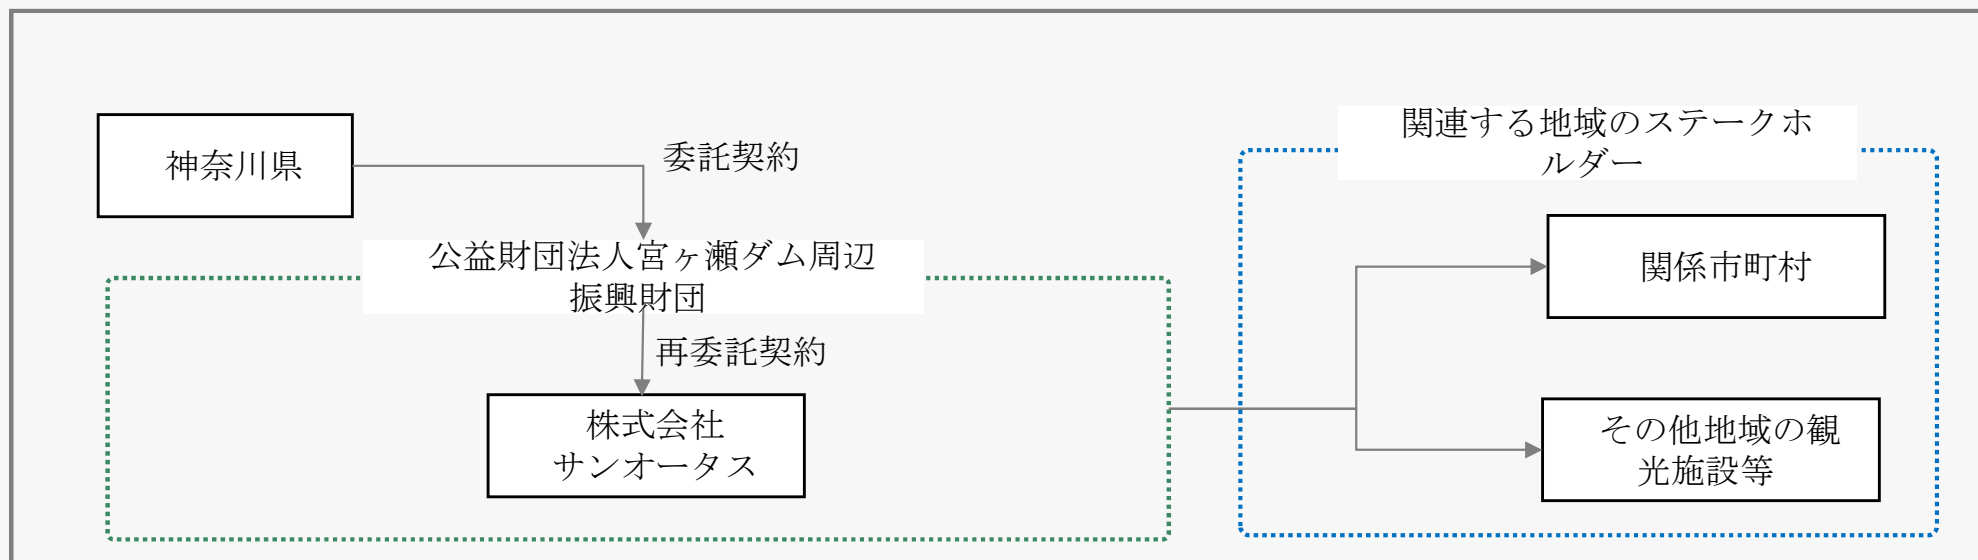 神奈川県
委託契約
公益財団法人宮ヶ瀬ダム周辺
振興財団
再委託契約
株式会社
サンオータス
関連する地域のステークホ
ルダー
関係市町村
その他地域の観
光施設等